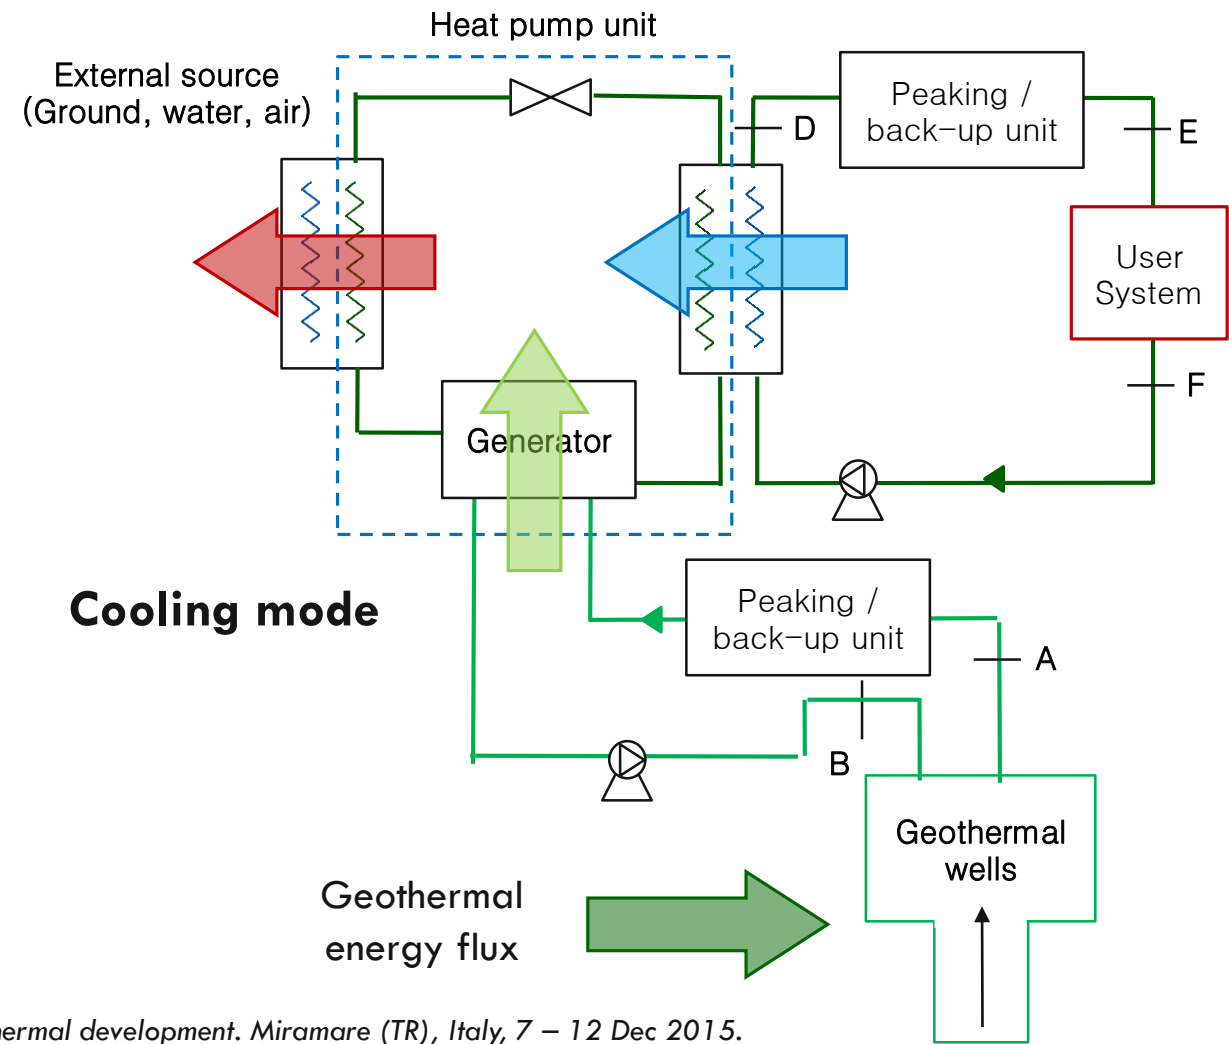 Heat pump unit
External source
(Ground, water, air)
Peaking /
back-up unit
D
E
User
System
F
Generator
Cooling mode
Peaking /
back-up unit
A
B
Geothermal
wells
Geothermal
energy flux
hermal development. Miramare (TR), Italy, 7 – 12 Dec 2015.